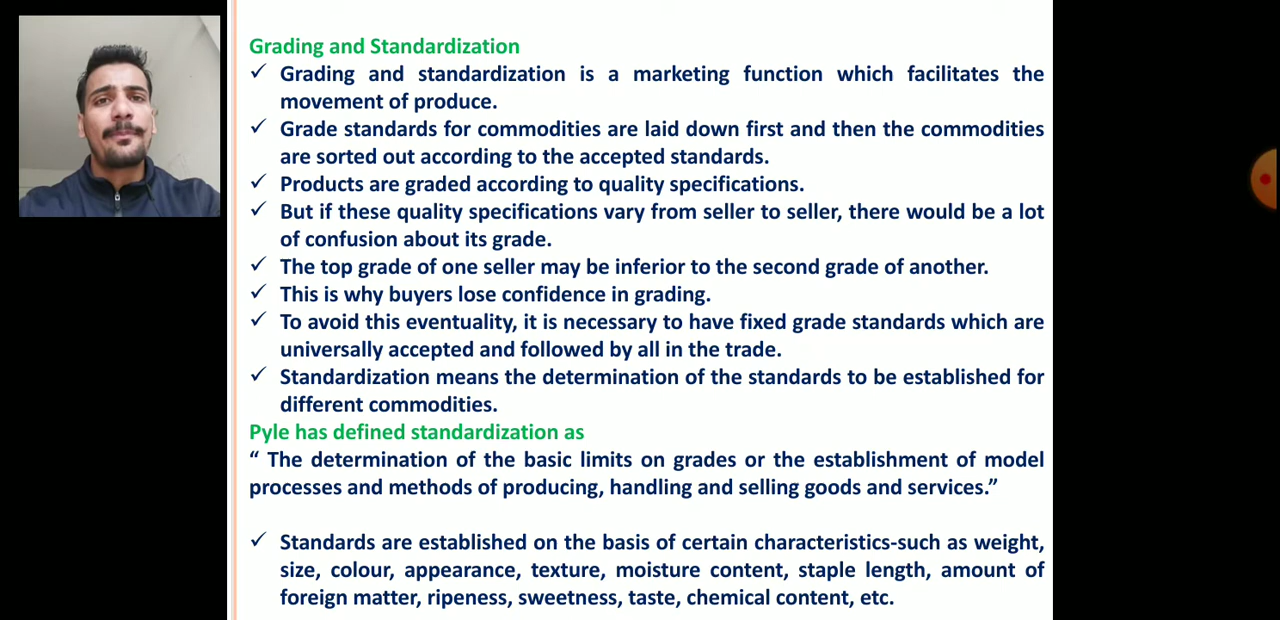 Grading and Standardization
✓ Grading and standardization is a marketing function which facilitates the
movement of produce.
✓ Grade standards for commodities are laid down first and then the commodities
are sorted out according to the accepted standards.
✓ Products are graded according to quality specifications.
✓ But if these quality specifications vary from seller to seller, there would be a lot
of confusion about its grade.
✓ The top grade of one seller may be inferior to the second grade of another.
✓ This is why buyers lose confidence in grading.
✓ To avoid this eventuality, it is necessary to have fixed grade standards which are
universally accepted and followed by all in the trade.
✓ Standardization means the determination of the standards to be established for
different commodities.
Pyle has defined standardization as
“ The determination of the basic limits on grades or the establishment of model
processes and methods of producing, handling and selling goods and services.”
✓ Standards are established on the basis of certain characteristics-such as weight,
size, colour, appearance, texture, moisture content, staple length, amount of
foreign matter, ripeness, sweetness, taste, chemical content, etc.